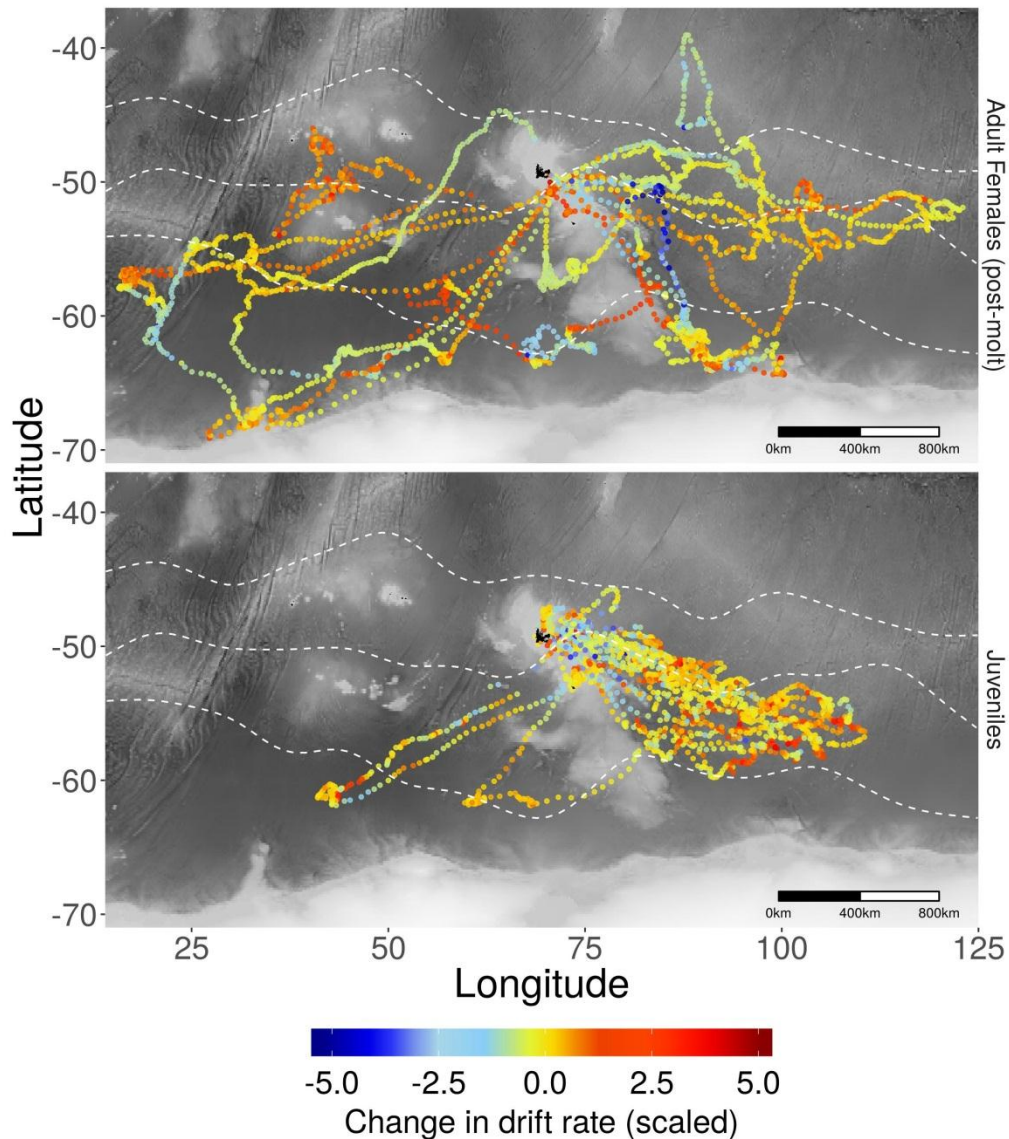 -40
-50
-60
-70
Adult Females (post-molt)
0km 400km 800km
Latitude
-40
-50
-60
-70
Juveniles
0km 400km 800km
25 50 75 100 125
Longitude
-5.0 -2.5 0.0 2.5 5.0
Change in drift rate (scaled)